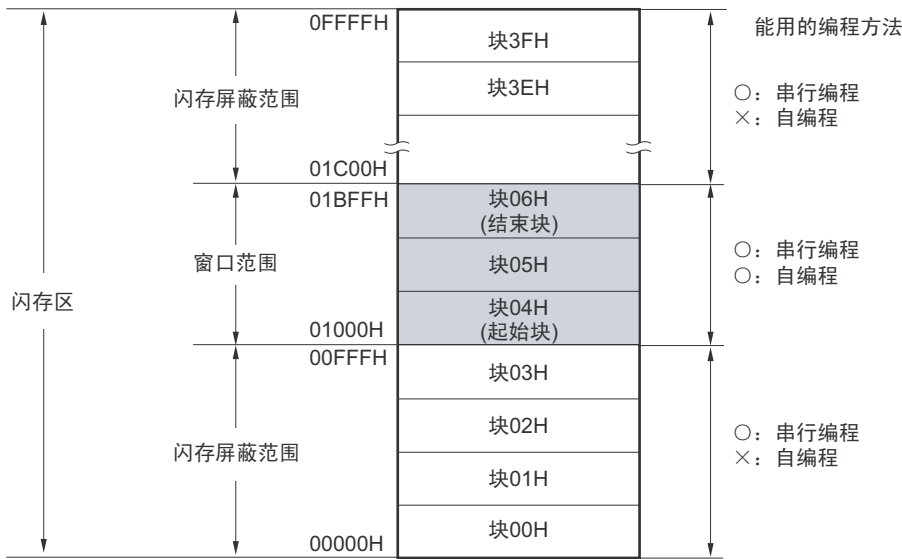 0FFFFH
块3FH
能用的编程方法
块3EH
闪存屏蔽范围
○：串行编程
×：自编程
01C00H
01BFFH
块06H
(结束块)
窗口范围
块05H
○：串行编程
○：自编程
闪存区
块04H
(起始块)
01000H
00FFFH
块03H
块02H
闪存屏蔽范围
○：串行编程
×：自编程
块01H
块00H
00000H